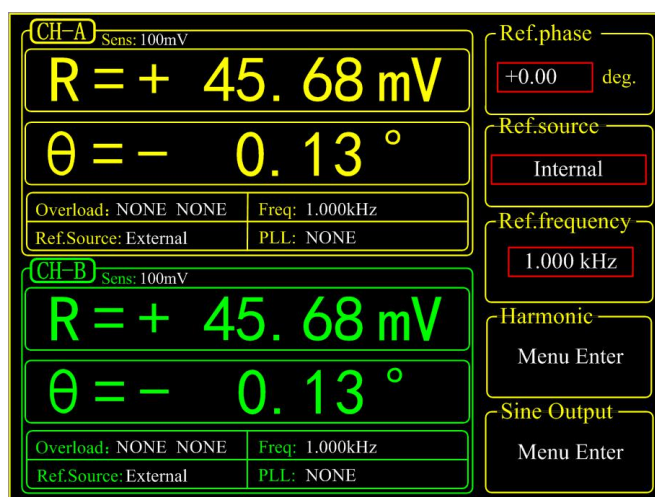 CH-A Sens: 100mV
R = + 45.68 mV
θ = - 0.13 °
Overload: NONE NONE Freq: 1.000kHz
Ref.Source: External PLL: NONE
CH-B Sens: 100mV
R = + 45.68 mV
θ = - 0.13 °
Overload: NONE NONE Freq: 1.000kHz
Ref.Source: External PLL: NONE
Ref.phase
+0.00 deg.
Ref.source
Internal
Ref.frequency
1.000 kHz
Harmonic
Menu Enter
Sine Output
Menu Enter